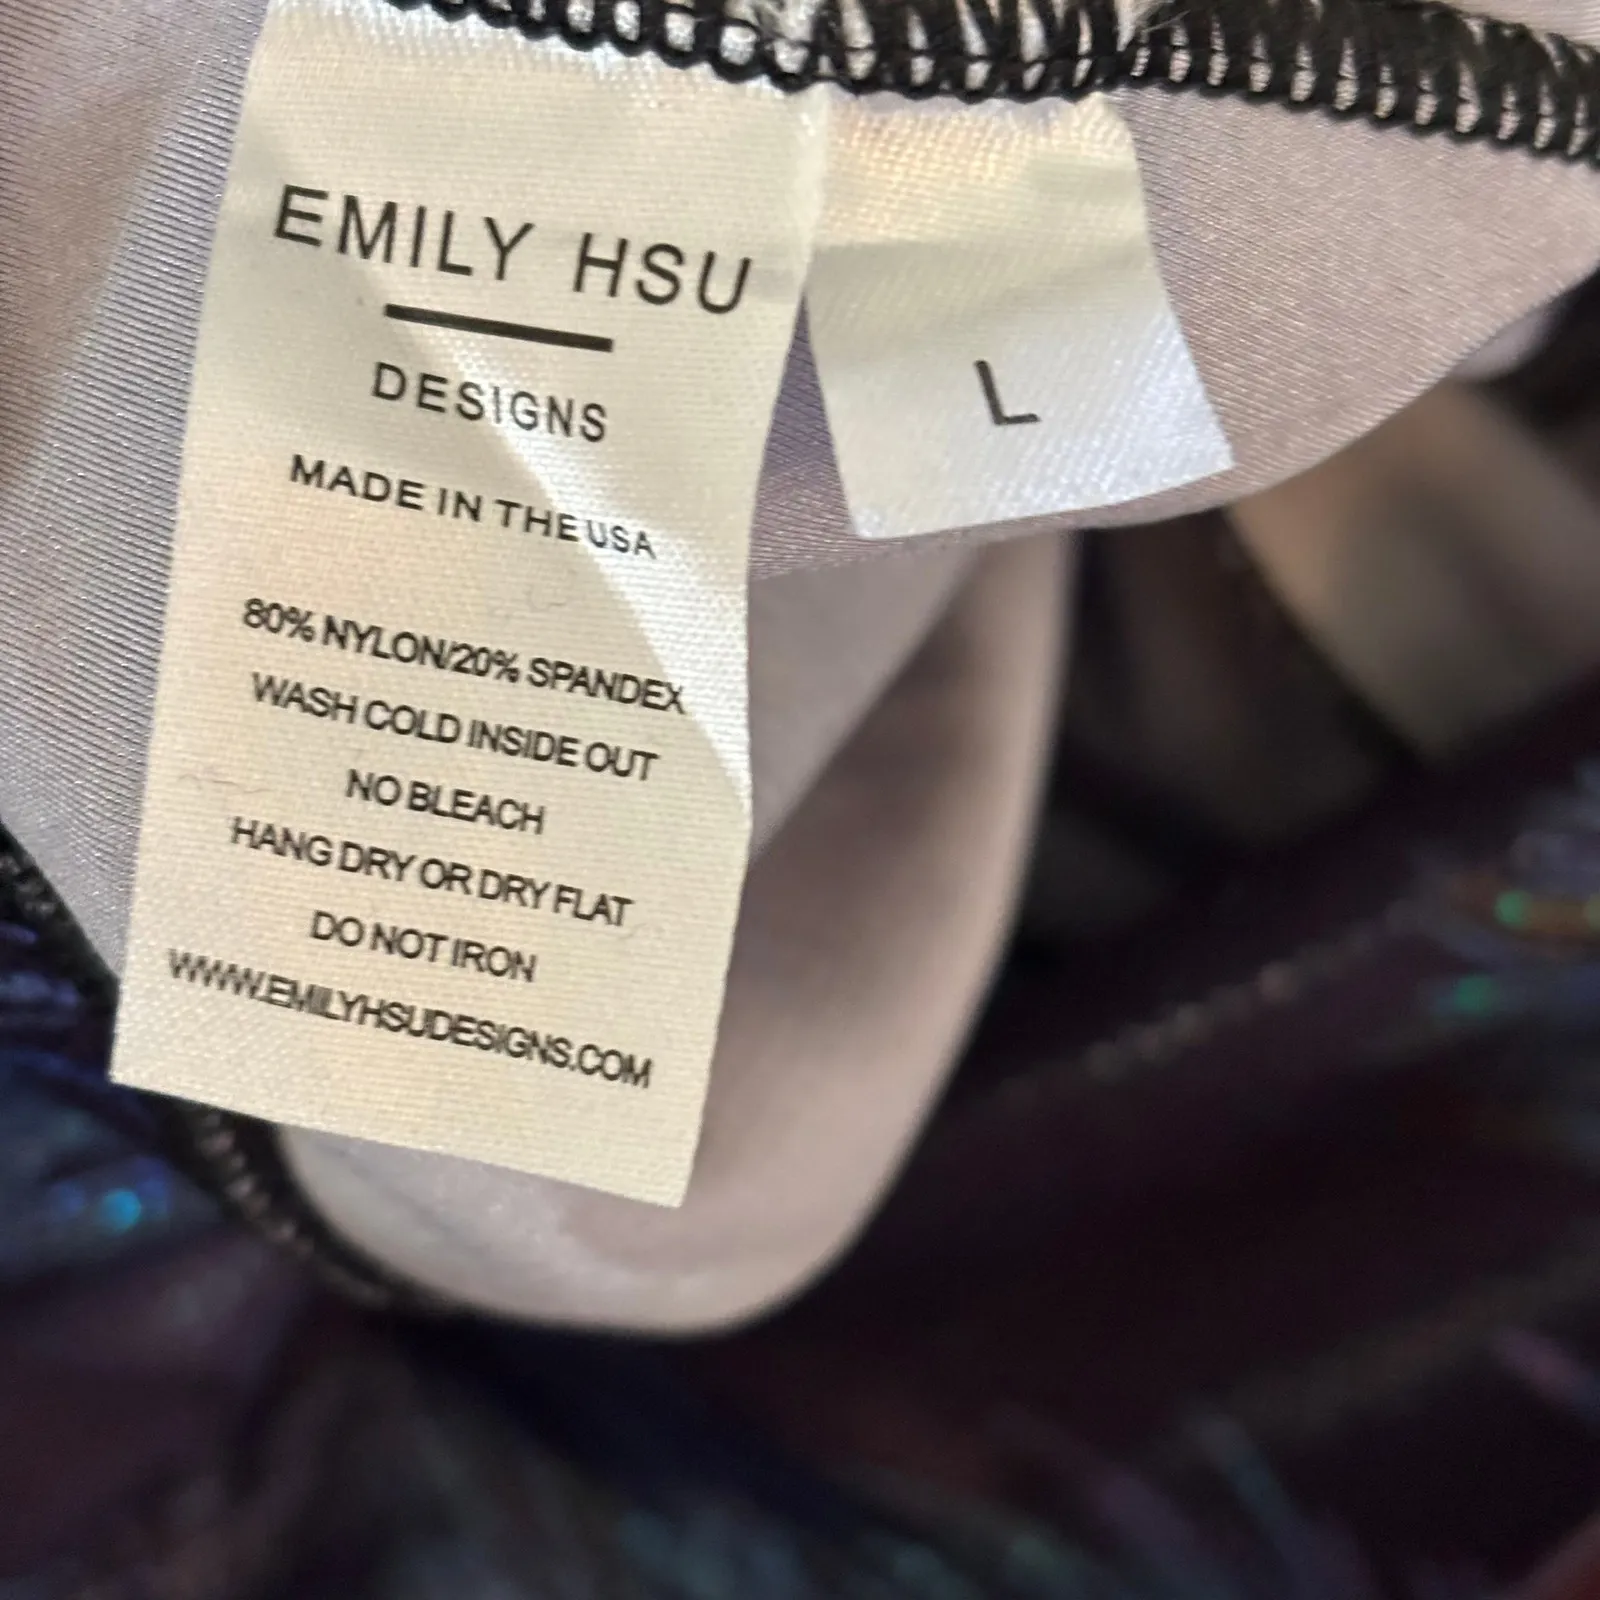 EMILY HSU
DESIGNS
MADE IN THE USA
80% NYLON/20% SPANDEX
WASH COLD INSIDE OUT
NO BLEACH
HANG DRY OR DRY FLAT
DO NOT IRON
WWW.EMILYHSUDESIGNS.COM
L